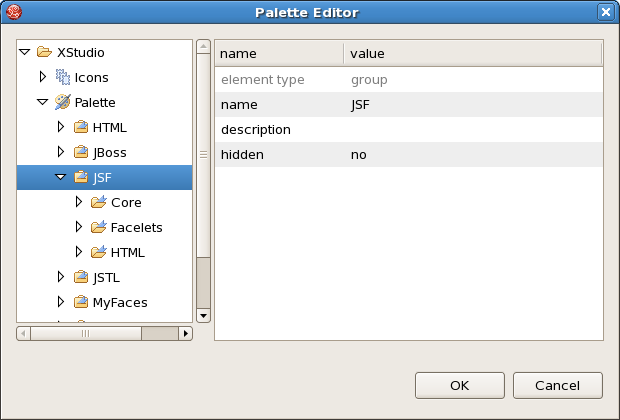 Palette Editor
XStudio
Icons
Palette
HTML
JBoss
JSF
Core
Facelets
HTML
JSTL
MyFaces
name value
element type group
name JSF
description
hidden no
OK Cancel